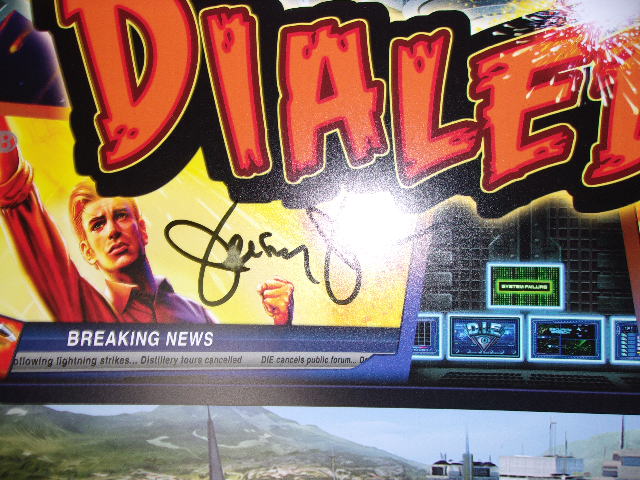 DIALE
SYSTEM FAILURE
DIE
BREAKING NEWS
ollowing lightning strikes... Distillery tours cancelled DIE cancels public forum...